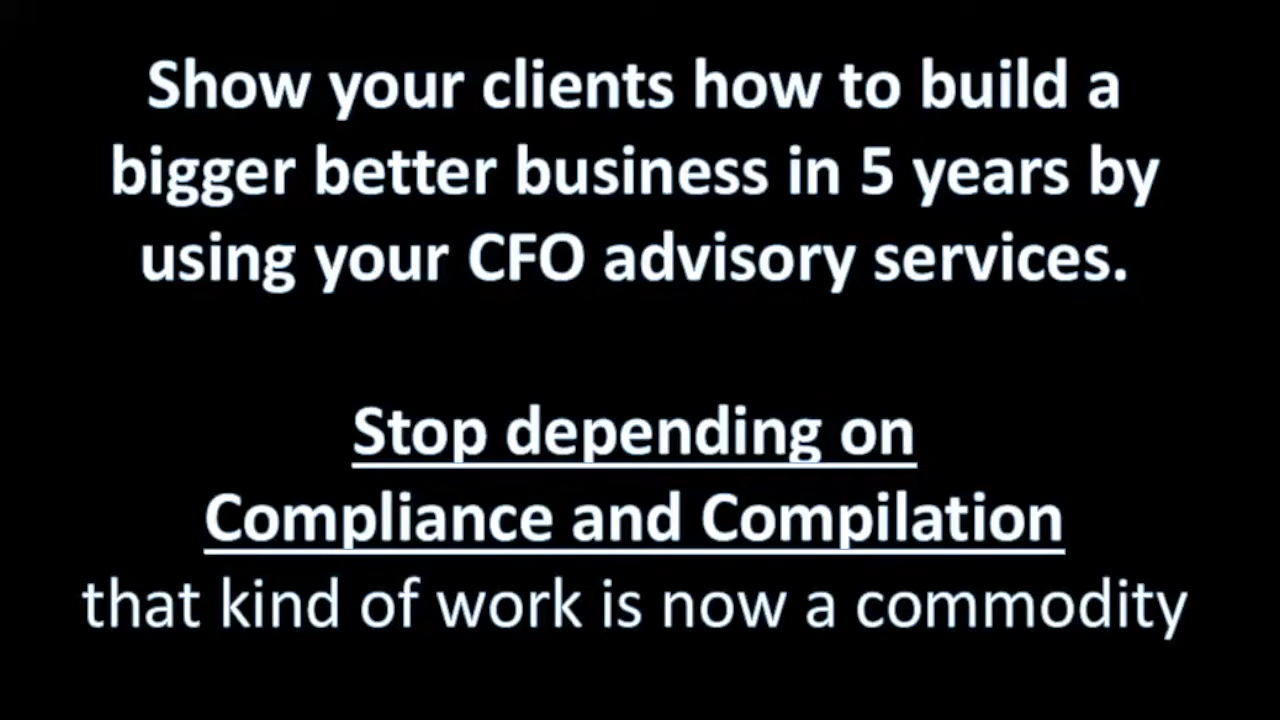 Show your clients how to build a
bigger better business in 5 years by
using your CFO advisory services.
Stop depending on
Compliance and Compilation
that kind of work is now a commodity